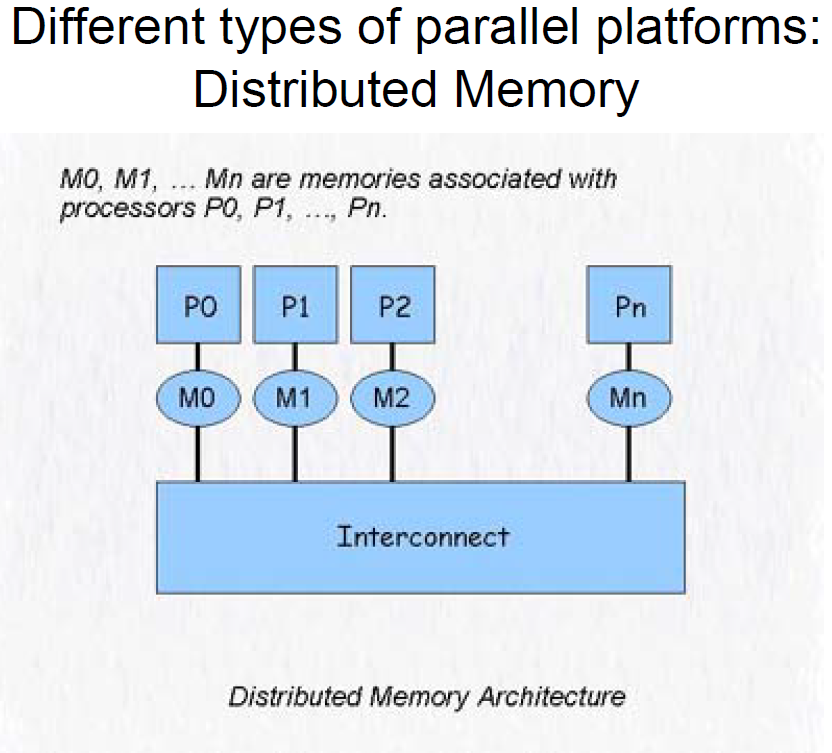 Different types of parallel platforms:
Distributed Memory
M0, M1, ... Mn are memories associated with
processors P0, P1, ..., Pn.
P0 P1 P2 Pn
M0 M1 M2 Mn
Interconnect
Distributed Memory Architecture